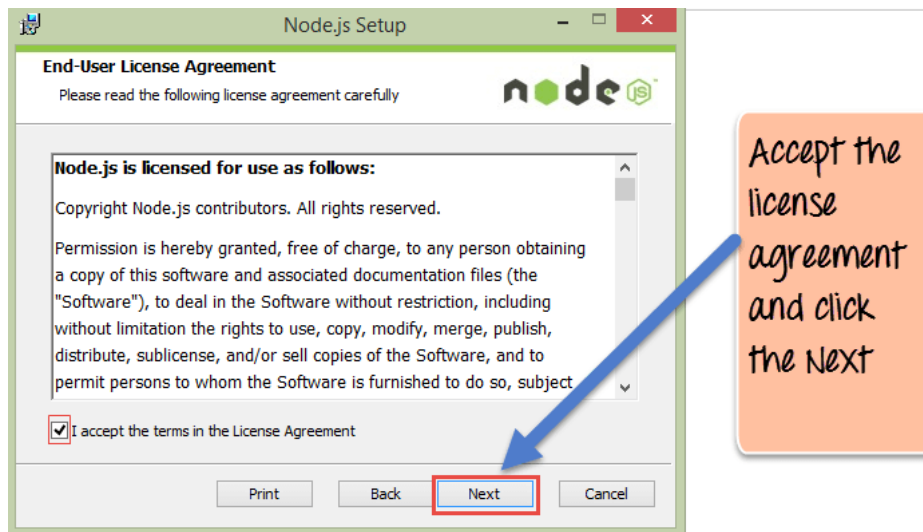 Node.js Setup
End-User License Agreement
Please read the following license agreement carefully
node JS
Node.js is licensed for use as follows:
Copyright Node.js contributors. All rights reserved.
Permission is hereby granted, free of charge, to any person obtaining
a copy of this software and associated documentation files (the
"Software"), to deal in the Software without restriction, including
without limitation the rights to use, copy, modify, merge, publish,
distribute, sublicense, and/or sell copies of the Software, and to
permit persons to whom the Software is furnished to do so, subject
I accept the terms in the License Agreement
Print Back Next Cancel
Accept the
license
agreement
and click
the Next